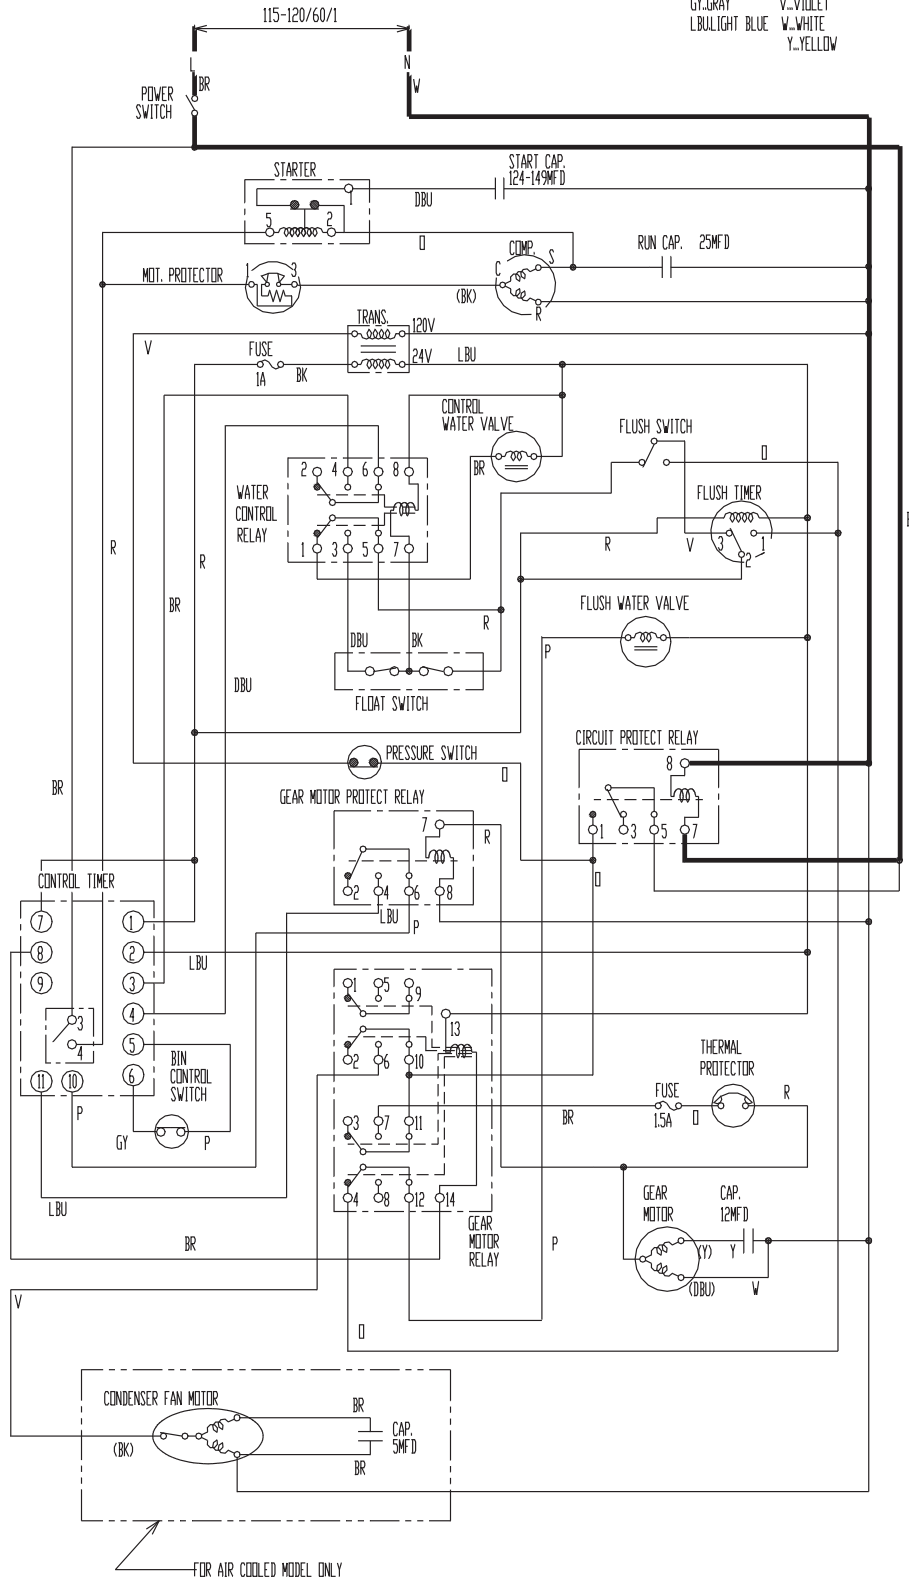 115-120/60/1
GY..GRAY V...VIOLET
LBU.LIGHT BLUE W...WHITE
Y...YELLOW
L
N
BR
W
POWER
SWITCH
STARTER
START CAP.
124-149MFD
1
DBU
5
2
O
COMP.
S
RUN CAP. 25MFD
MOT. PROTECTOR
1
3
C
(BK)
R
TRANS.
120V
V
FUSE
24V
LBU
1A
BK
CONTROL
WATER VALVE
FLUSH SWITCH
O
BR
2 4 6 8
WATER
CONTROL
RELAY
FLUSH TIMER
3
1
2
1 3 5 7
R
V
R
R
BR
FLUSH WATER VALVE
R
DBU
BK
P
DBU
FLOAT SWITCH
CIRCUIT PROTECT RELAY
PRESSURE SWITCH
8
O
BR
GEAR MOTOR PROTECT RELAY
7
R
1 3 5 7
O
CONTROL TIMER
2 4 6 8
LBU
P
7
1
8
2
LBU
9
3
1 5 9
4
3
13
4
5
BIN
CONTROL
SWITCH
2 6 10
THERMAL
PROTECTOR
11
10
6
FUSE
R
P
3 7 11
BR
1.5A
O
GY
P
4 8 12 14
GEAR
MOTOR
CAP.
12MFD
LBU
GEAR
MOTOR
RELAY
BR
P
(Y)
Y
(DBU)
W
V
O
CONDENSER FAN MOTOR
BR
CAP.
5MFD
(BK)
BR
FOR AIR COOLED MODEL ONLY